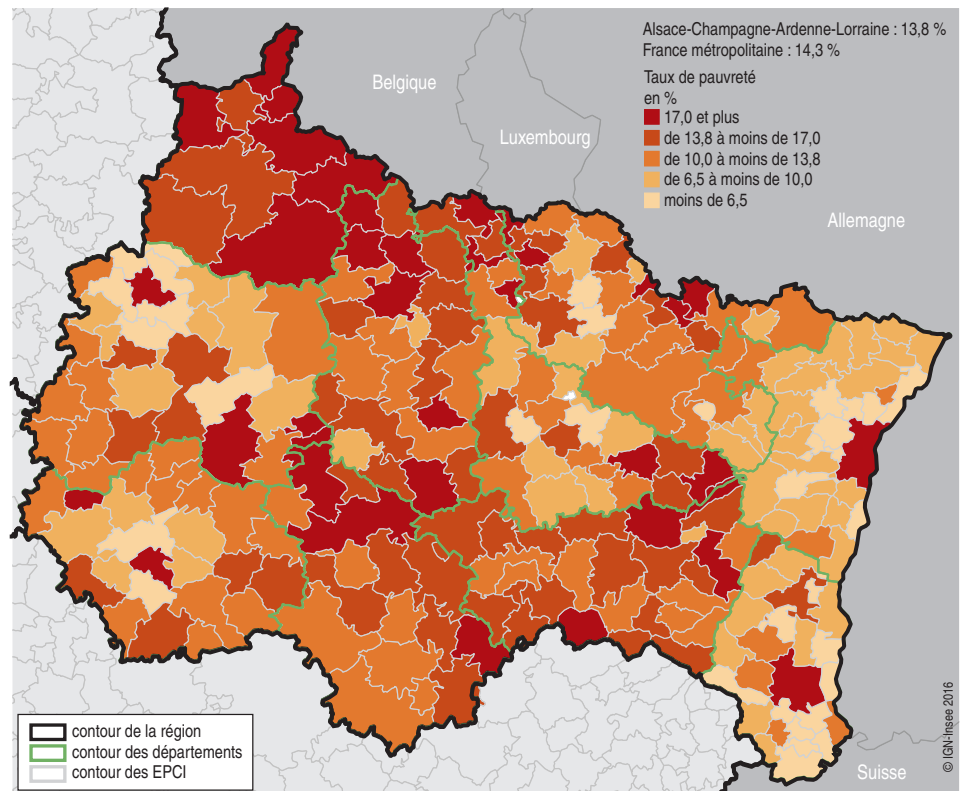 Alsace-Champagne-Ardenne-Lorraine : 13,8 %
France métropolitaine : 14,3 %
Taux de pauvreté
en %
17,0 et plus
de 13,8 à moins de 17,0
de 10,0 à moins de 13,8
de 6,5 à moins de 10,0
moins de 6,5
Belgique
Luxembourg
Allemagne
Suisse
contour de la région
contour des départements
contour des EPCI
© IGN-Insee 2016